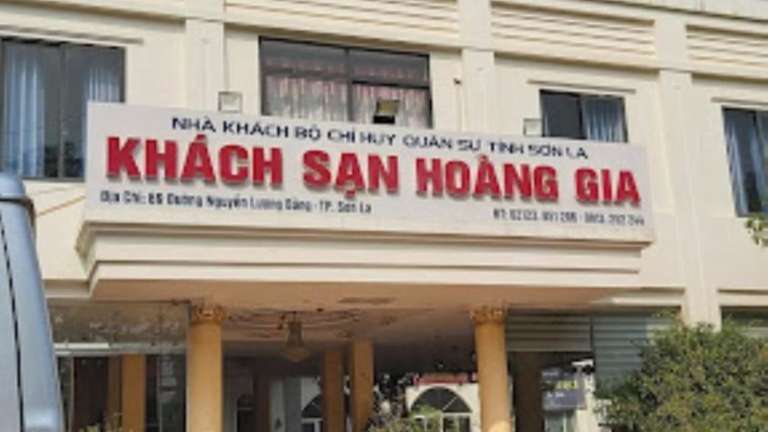 NHÀ KHÁCH BỘ CHỈ HUY QUÂN SỰ TỈNH SƠN LA
KHÁCH SẠN HOÀNG GIA
Địa Chỉ: Đường Nguyễn Lương Bằng - TP. Sơn La